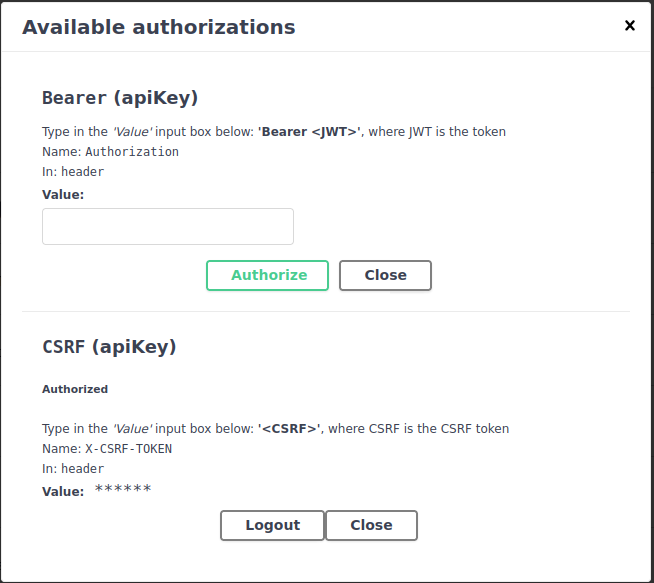 Available authorizations
x
Bearer (apiKey)
Type in the 'Value' input box below: 'Bearer <JWT>', where JWT is the token
Name: Authorization
In: header
Value:
Authorize Close
CSRF (apiKey)
Authorized
Type in the 'Value' input box below: '<CSRF>', where CSRF is the CSRF token
Name: X-CSRF-TOKEN
In: header
Value: ******
Logout Close